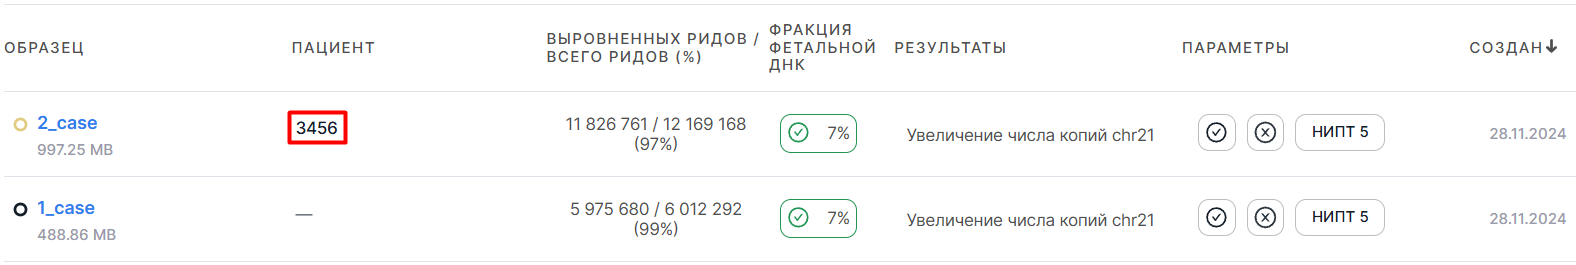 ОБРАЗЕЦ
ПАЦИЕНТ
ВЫРОВНЕННЫХ РИДОВ /
ВСЕГО РИДОВ (%)
ФРАКЦИЯ
ФЕТАЛЬНОЙ
ДНК
РЕЗУЛЬТАТЫ
ПАРАМЕТРЫ
СОЗДАН
2_case
997.25 MB
3456
11 826 761 / 12 169 168
(97%)
7%
Увеличение числа копий chr21
НИПТ 5
28.11.2024
1_case
488.86 MB
—
5 975 680 / 6 012 292
(99%)
7%
Увеличение числа копий chr21
НИПТ 5
28.11.2024